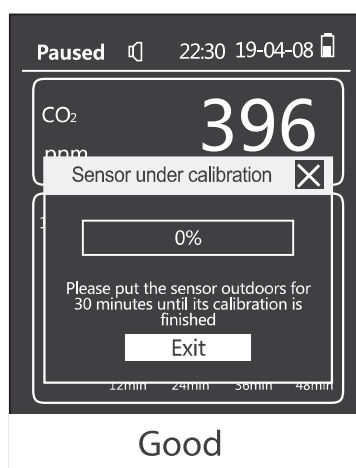 Paused 22:30 19-04-08
CO₂ 396
ppm
Sensor under calibration
1
0%
Please put the sensor outdoors for
30 minutes until its calibration is
finished
Exit
12min 24min 36min 48min
Good